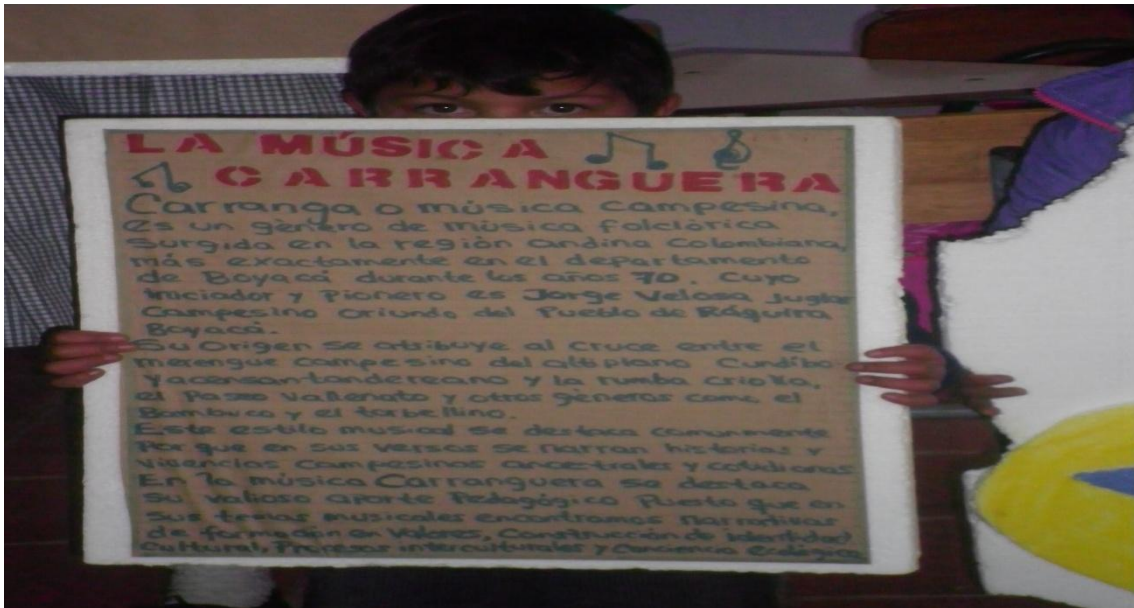 LA MÚSICA
CARRANGUERA
Carranga o música campesina,
es un género de música folclórica
surgida en la región andina Colombiana,
más exactamente en el departamento
de Boyacá durante los años 70. Cuyo
iniciador y Pionero es Jorge Velosa juglar
Campesino oriundo del Pueblo de Ráquira
Boyacá.
Su Origen se atribuye al cruce entre el
merengue campesino del altiplano Cundibo
yacensantandereano y la rumba criolla,
el Paseo Vallenato y otros géneros como el
Bambuco y el torbellino.
Este estilo musical se destaca comunmente
Por que en sus versos se narran historias y
vivencias Campesinas ancestrales y cotidianas
En la música Carranguera se destaca
su valioso aporte Pedagógico Puesto que en
sus temas musicales encontramos narrativas
de formación en valores, Construcción de identidad
Cultural, Procesos interculturales y Conciencia ecológica